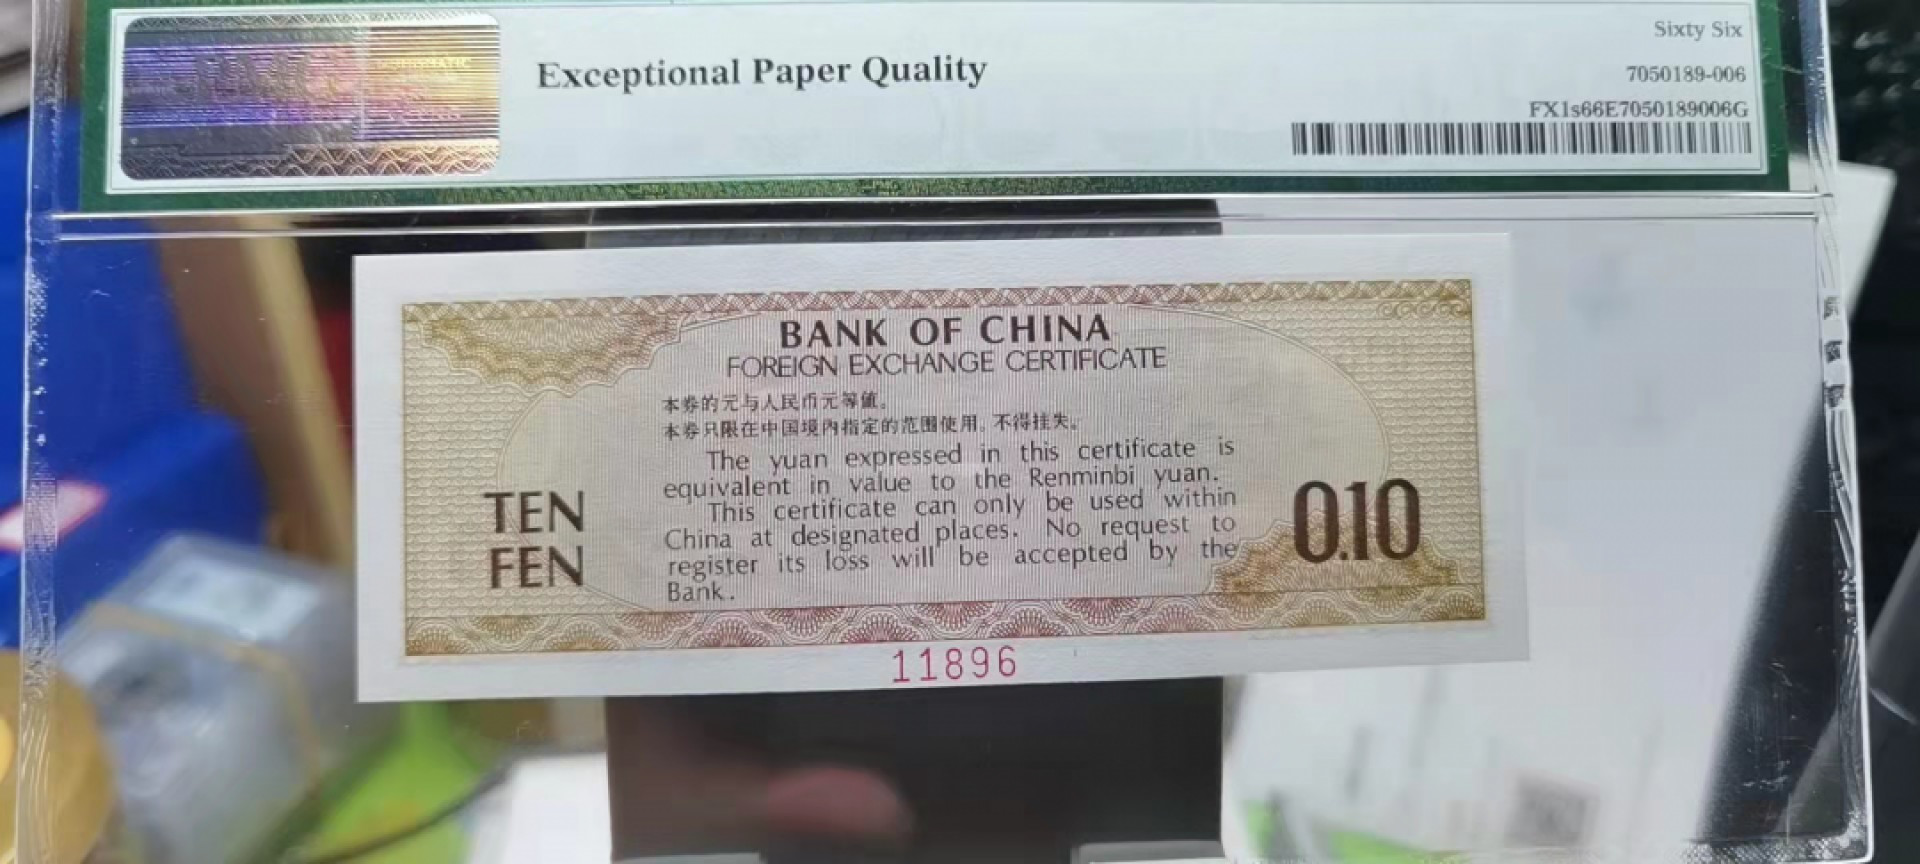 Sixty Six
Exceptional Paper Quality
7050189-006
FX1s66E7050189006G
BANK OF CHINA
FOREIGN EXCHANGE CERTIFICATE
本券的元与人民币元等值。
本券只限在中国境内指定的范围使用，不得挂失。
The yuan expressed in this certificate is
equivalent in value to the Renminbi yuan.
This certificate can only be used within
China at designated places. No request to
register its loss will be accepted by the
Bank.
TEN
FEN
0.10
11896